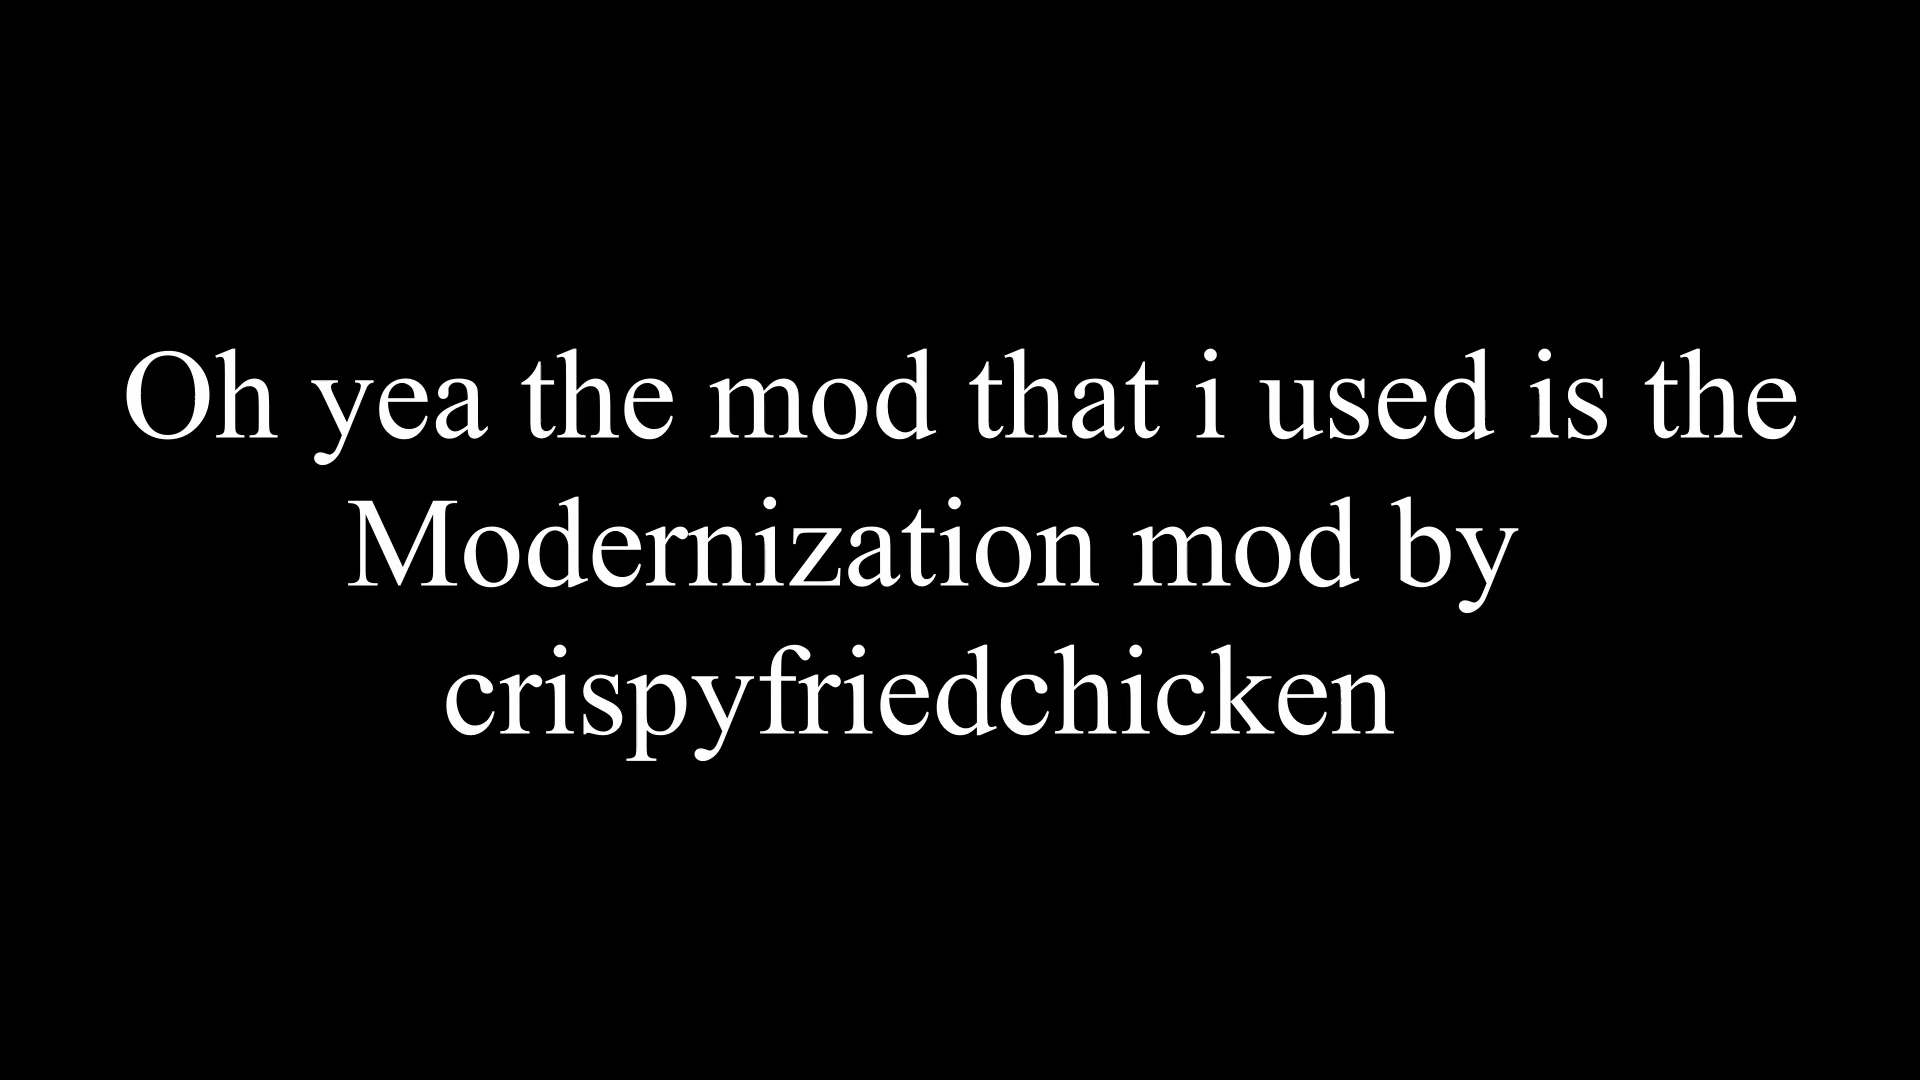 Oh yea the mod that i used is the
Modernization mod by
crispyfriedchicken